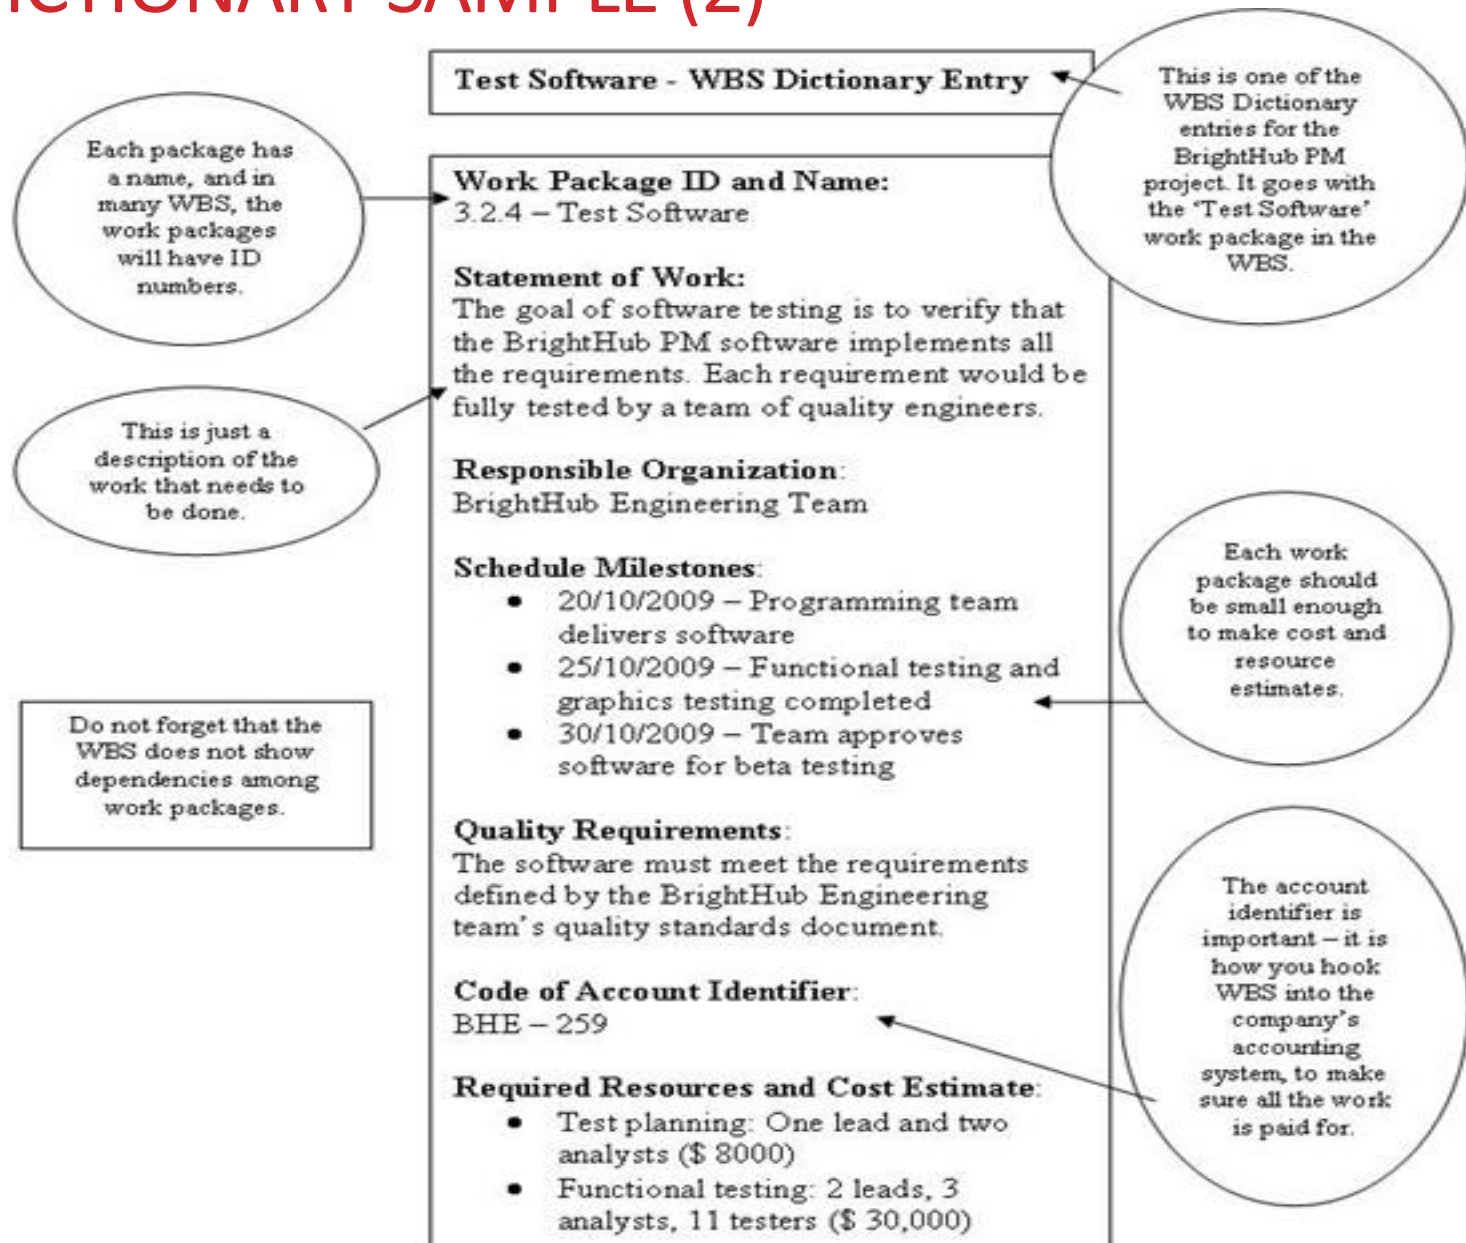 ICTIONARY SAMPLE (2)
Test Software - WBS Dictionary Entry
This is one of the
WBS Dictionary
entries for the
BrightHub PM
project. It goes with
the ‘Test Software’
work package in the
WBS.
Each package has
a name, and in
many WBS, the
work packages
will have ID
numbers.
Work Package ID and Name:
3.2.4 – Test Software
Statement of Work:
The goal of software testing is to verify that
the BrightHub PM software implements all
the requirements. Each requirement would be
fully tested by a team of quality engineers.
This is just a
description of the
work that needs to
be done.
Responsible Organization:
BrightHub Engineering Team
Schedule Milestones:
• 20/10/2009 – Programming team
delivers software
• 25/10/2009 – Functional testing and
graphics testing completed
• 30/10/2009 – Team approves
software for beta testing
Each work
package should
be small enough
to make cost and
resource
estimates.
Do not forget that the
WBS does not show
dependencies among
work packages.
Quality Requirements:
The software must meet the requirements
defined by the BrightHub Engineering
team’s quality standards document.
Code of Account Identifier:
BHE – 259
The account
identifier is
important – it is
how you hook
WBS into the
company’s
accounting
system, to make
sure all the work
is paid for.
Required Resources and Cost Estimate:
• Test planning: One lead and two
analysts ($ 8000)
• Functional testing: 2 leads, 3
analysts, 11 testers ($ 30,000)